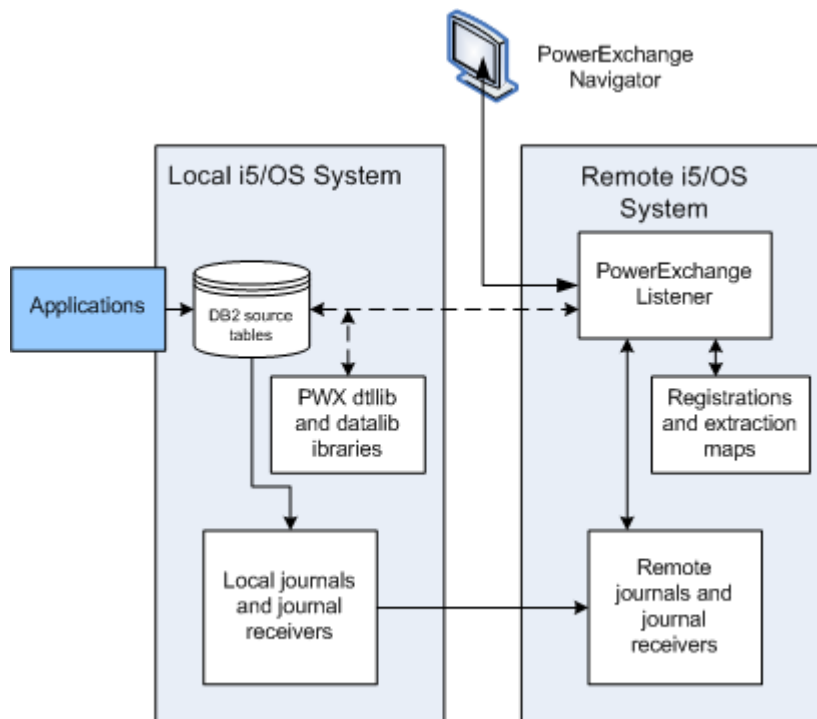 PowerExchange
Navigator
Local i5/OS System
Remote i5/OS
System
Applications
DB2 source
tables
PowerExchange
Listener
PWX dtllib
and datalib
ibraries
Registrations
and extraction
maps
Local journals
and journal
receivers
Remote
journals and
journal
receivers